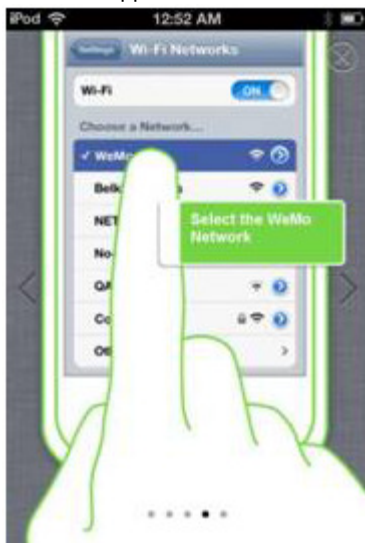 iPod 12:52 AM
Settings Wi-Fi Networks
Wi-Fi ON
Choose a Network...
✓ WeMo
Belk
NET
Select the WeMo
Network
No
QA
Co
Ot